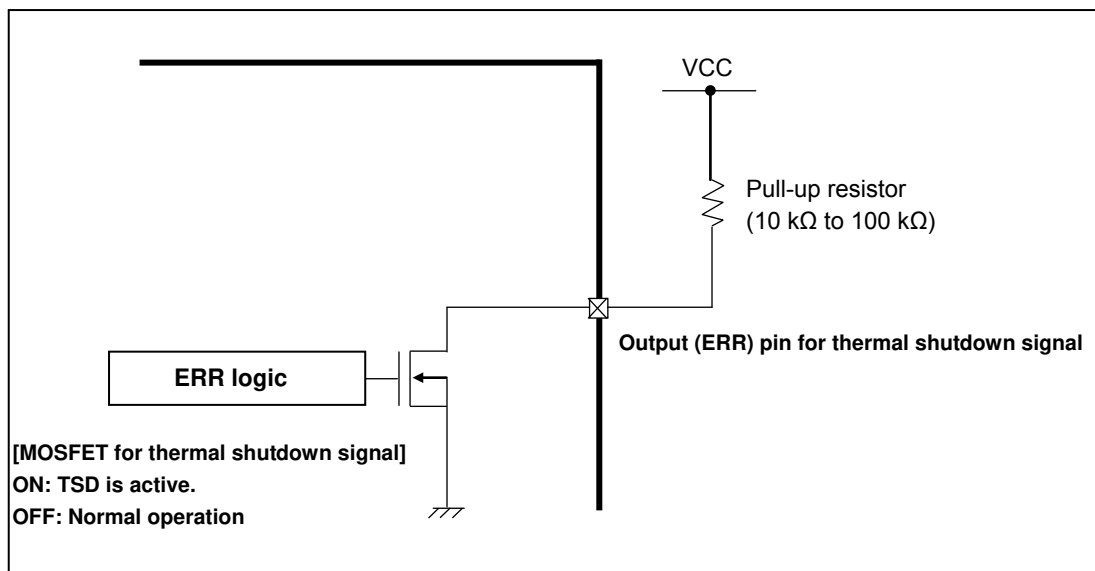 VCC
Pull-up resistor
(10 kΩ to 100 kΩ)
Output (ERR) pin for thermal shutdown signal
ERR logic
[MOSFET for thermal shutdown signal]
ON: TSD is active.
OFF: Normal operation